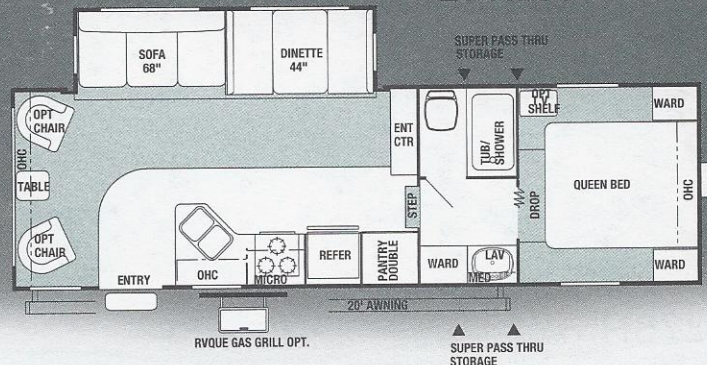 SOFA
68"
DINETTE
44"
SUPER PASS THRU
STORAGE
OPT
CHAIR
OHC
TABLE
OPT
CHAIR
ENT
CTR
TUB/
SHOWER
OPT
T.V.
SHELF
WARD
STEP
DROP
QUEEN BED
OHC
ENTRY
OHC
MICRO
REFER
PANTRY
DOUBLE
WARD
LAV
MED
WARD
20' AWNING
RVQUE GAS GRILL OPT.
SUPER PASS THRU
STORAGE